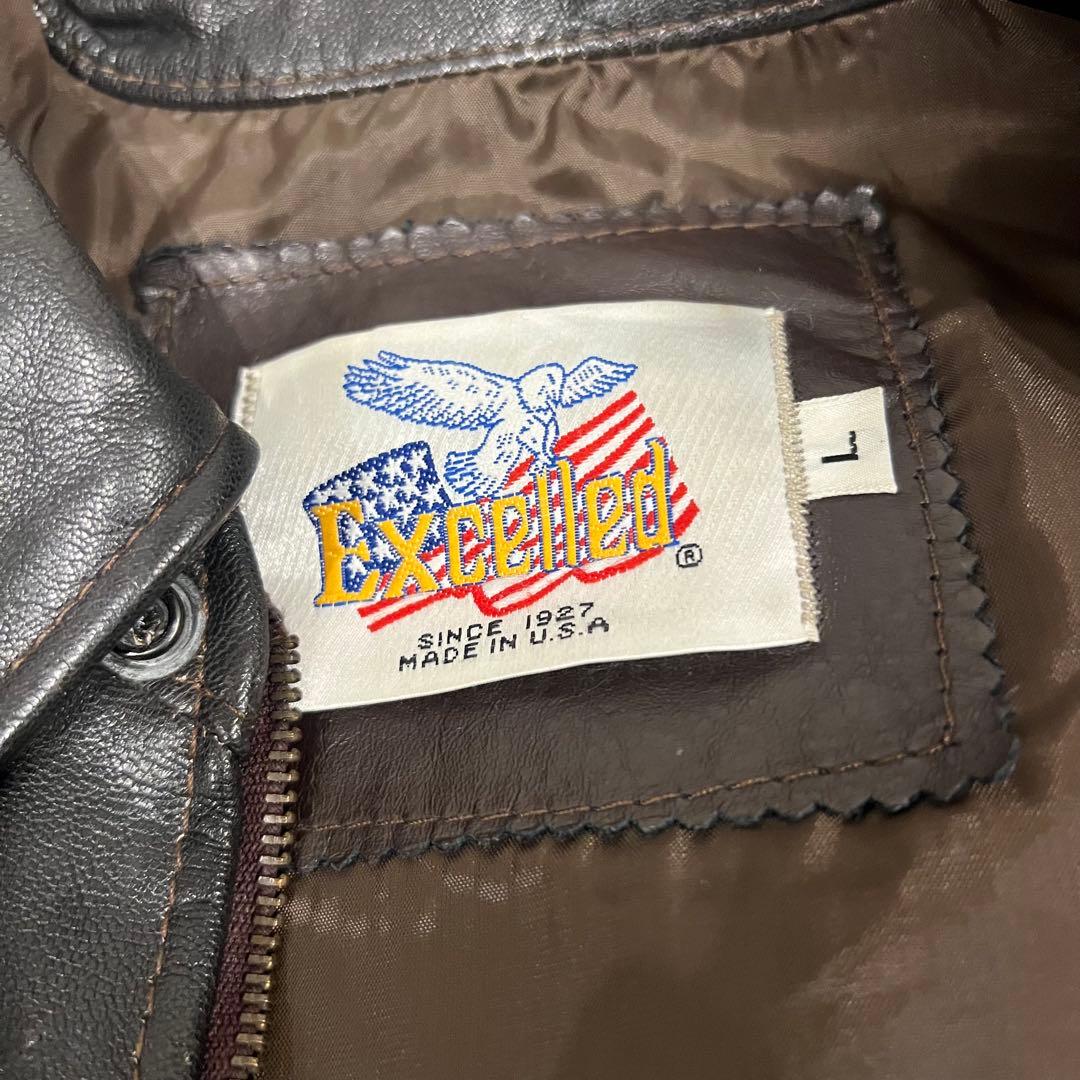 Excelled®
SINCE 1927
MADE IN U.S.A
L